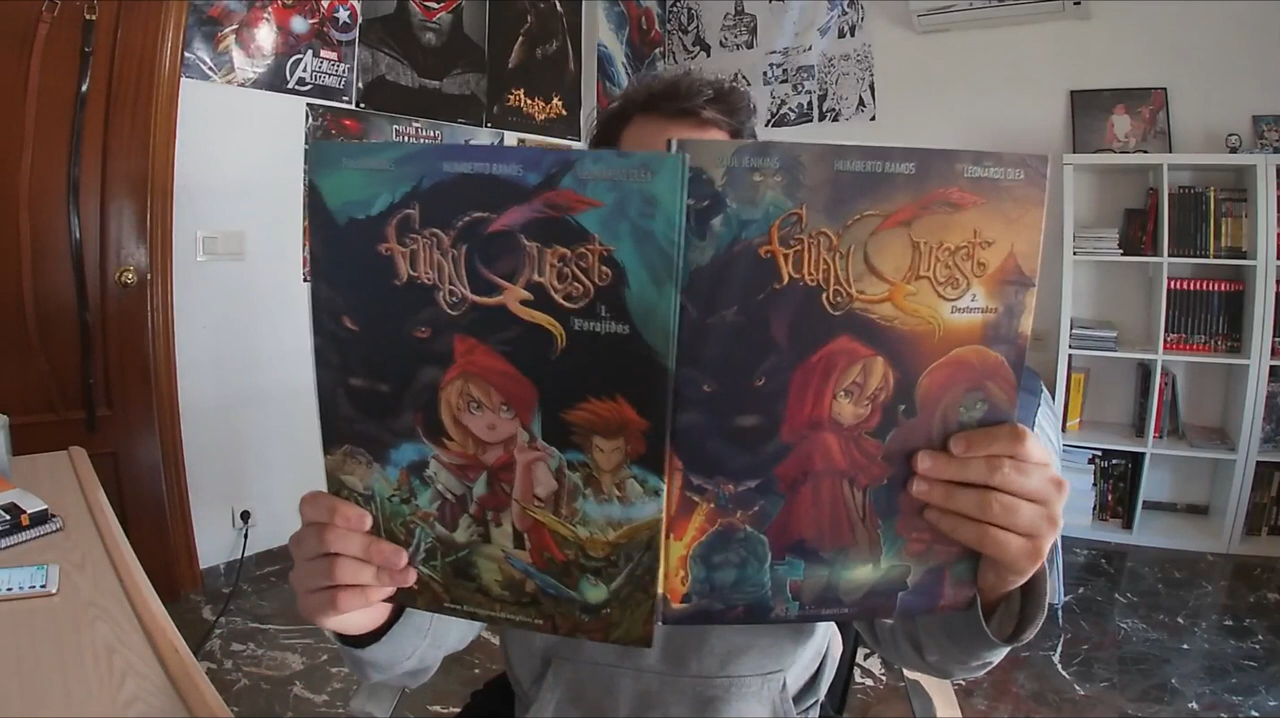 MARVEL
AVENGERS
ASSEMBLE
CIVIL WAR
HUMBERTO RAMOS
LEONARDO OLEA
FAIRY QUEST
1.
Forajidos
PAUL JENKINS
HUMBERTO RAMOS
LEONARDO OLEA
FAIRY QUEST
2.
Desterrados